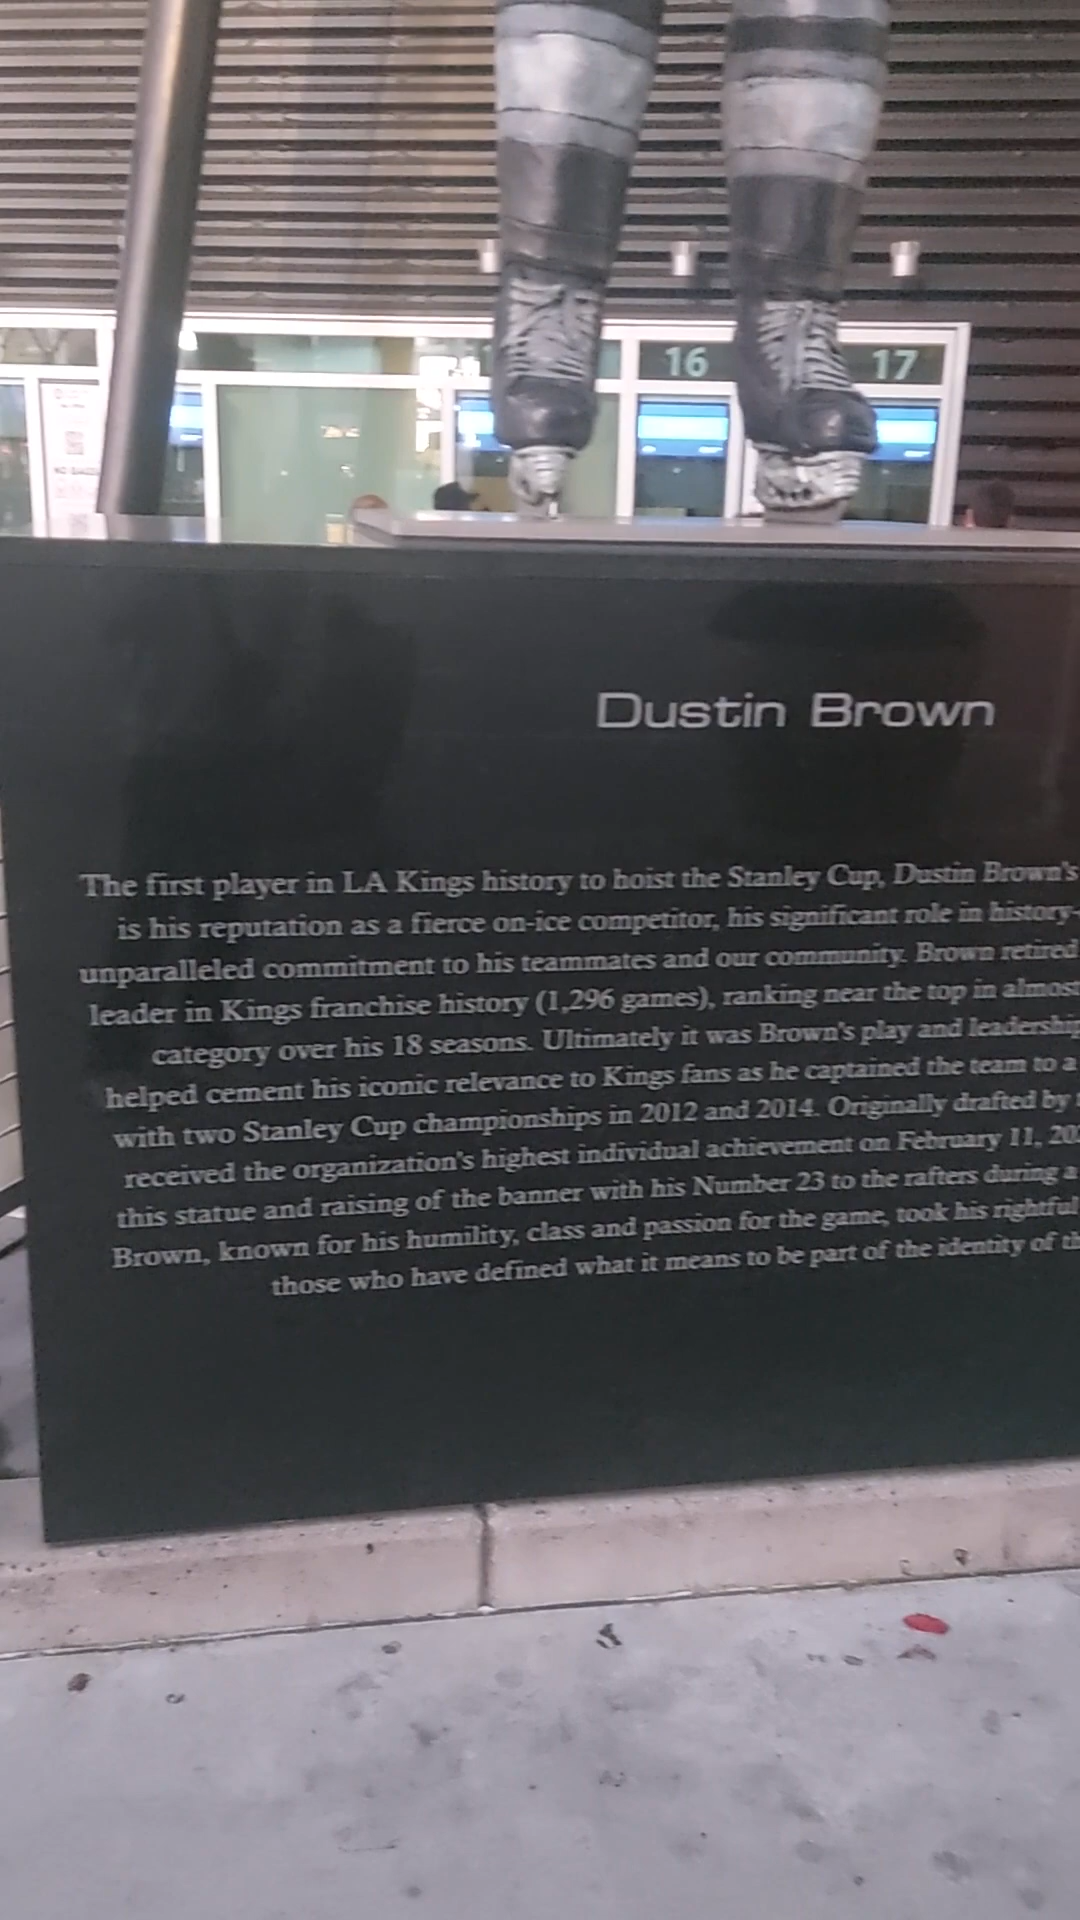 16
17
Dustin Brown
The first player in LA Kings history to hoist the Stanley Cup, Dustin Brown's
is his reputation as a fierce on-ice competitor, his significant role in history-
unparalleled commitment to his teammates and our community. Brown retired
leader in Kings franchise history (1,296 games), ranking near the top in almost
category over his 18 seasons. Ultimately it was Brown's play and leadership
helped cement his iconic relevance to Kings fans as he captained the team to a
with two Stanley Cup championships in 2012 and 2014. Originally drafted by
received the organization's highest individual achievement on February 11,
this statue and raising of the banner with his Number 23 to the rafters during a
Brown, known for his humility, class and passion for the game, took his rightful
those who have defined what it means to be part of the identity of